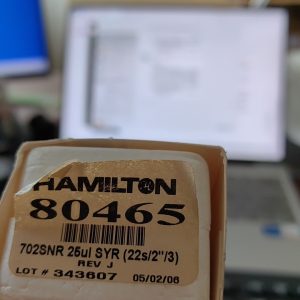 HAMILTON
80465
702SNR 25ul SYR (22s/2"/3)
REV J
LOT # 343607 05/02/06